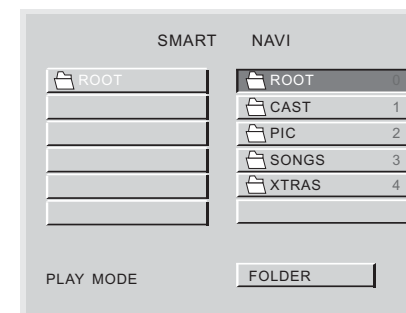 SMART NAVI
ROOT
ROOT 0
CAST 1
PIC 2
SONGS 3
XTRAS 4
PLAY MODE FOLDER